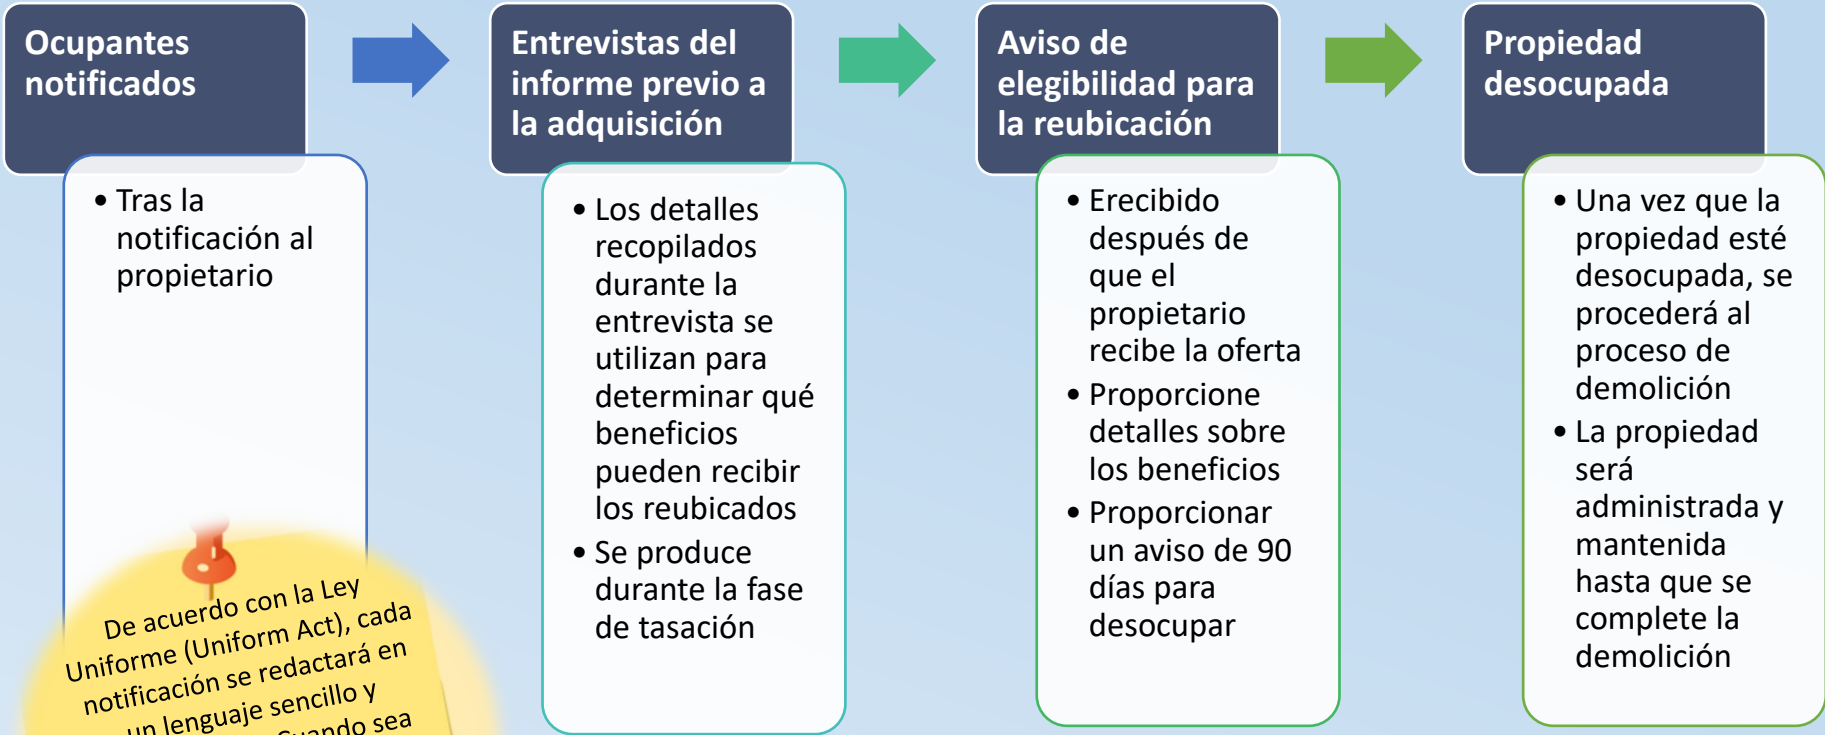 Ocupantes
notificados
• Tras la
notificación al
propietario
De acuerdo con la Ley
Uniforme (Uniform Act), cada
notificación se redactará en
un lenguaje sencillo y
Cuando sea
Entrevistas del
informe previo a
la adquisición
• Los detalles
recopilados
durante la
entrevista se
utilizan para
determinar qué
beneficios
pueden recibir
los reubicados
• Se produce
durante la fase
de tasación
Aviso de
elegibilidad para
la reubicación
• Erecibido
después de
que el
propietario
recibe la oferta
• Proporcione
detalles sobre
los beneficios
• Proporcionar
un aviso de 90
días para
desocupar
Propiedad
desocupada
• Una vez que la
propiedad esté
desocupada, se
procederá al
proceso de
demolición
• La propiedad
será
administrada y
mantenida
hasta que se
complete la
demolición